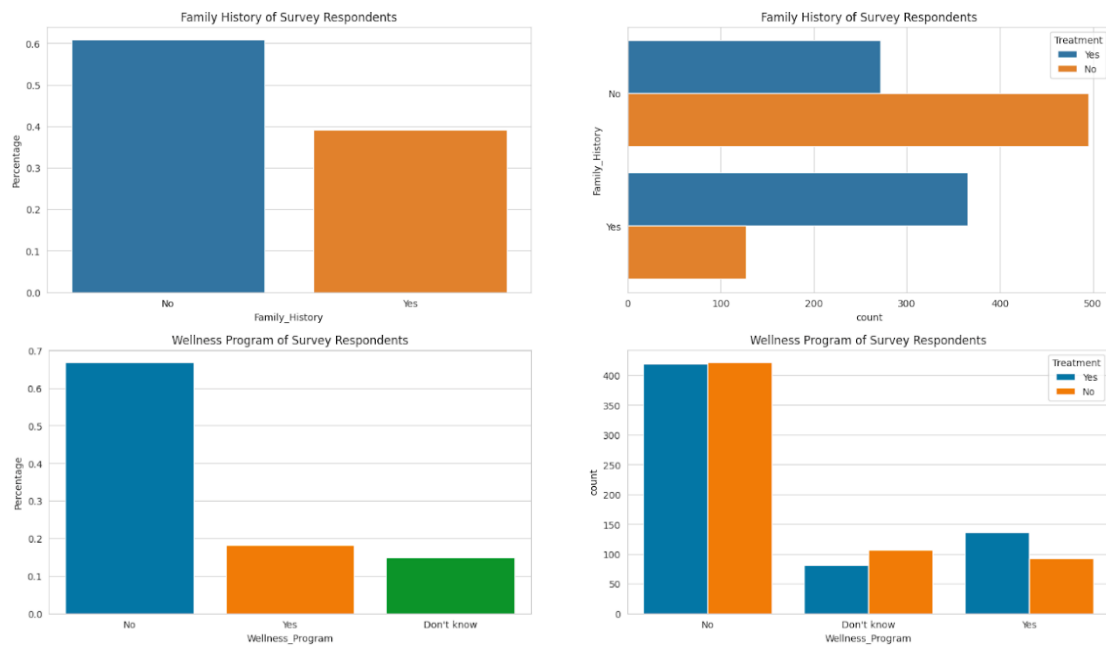 Family History of Survey Respondents
Percentage
0.6
0.5
0.4
0.3
0.2
0.1
0.0
No
Yes
Family_History
Family History of Survey Respondents
Treatment
Yes
No
Family_History
No
Yes
0
100
200
300
400
500
count
Wellness Program of Survey Respondents
Percentage
0.7
0.6
0.5
0.4
0.3
0.2
0.1
0.0
No
Yes
Don't know
Wellness_Program
Wellness Program of Survey Respondents
Treatment
Yes
No
count
400
350
300
250
200
150
100
50
0
No
Don't know
Yes
Wellness_Program